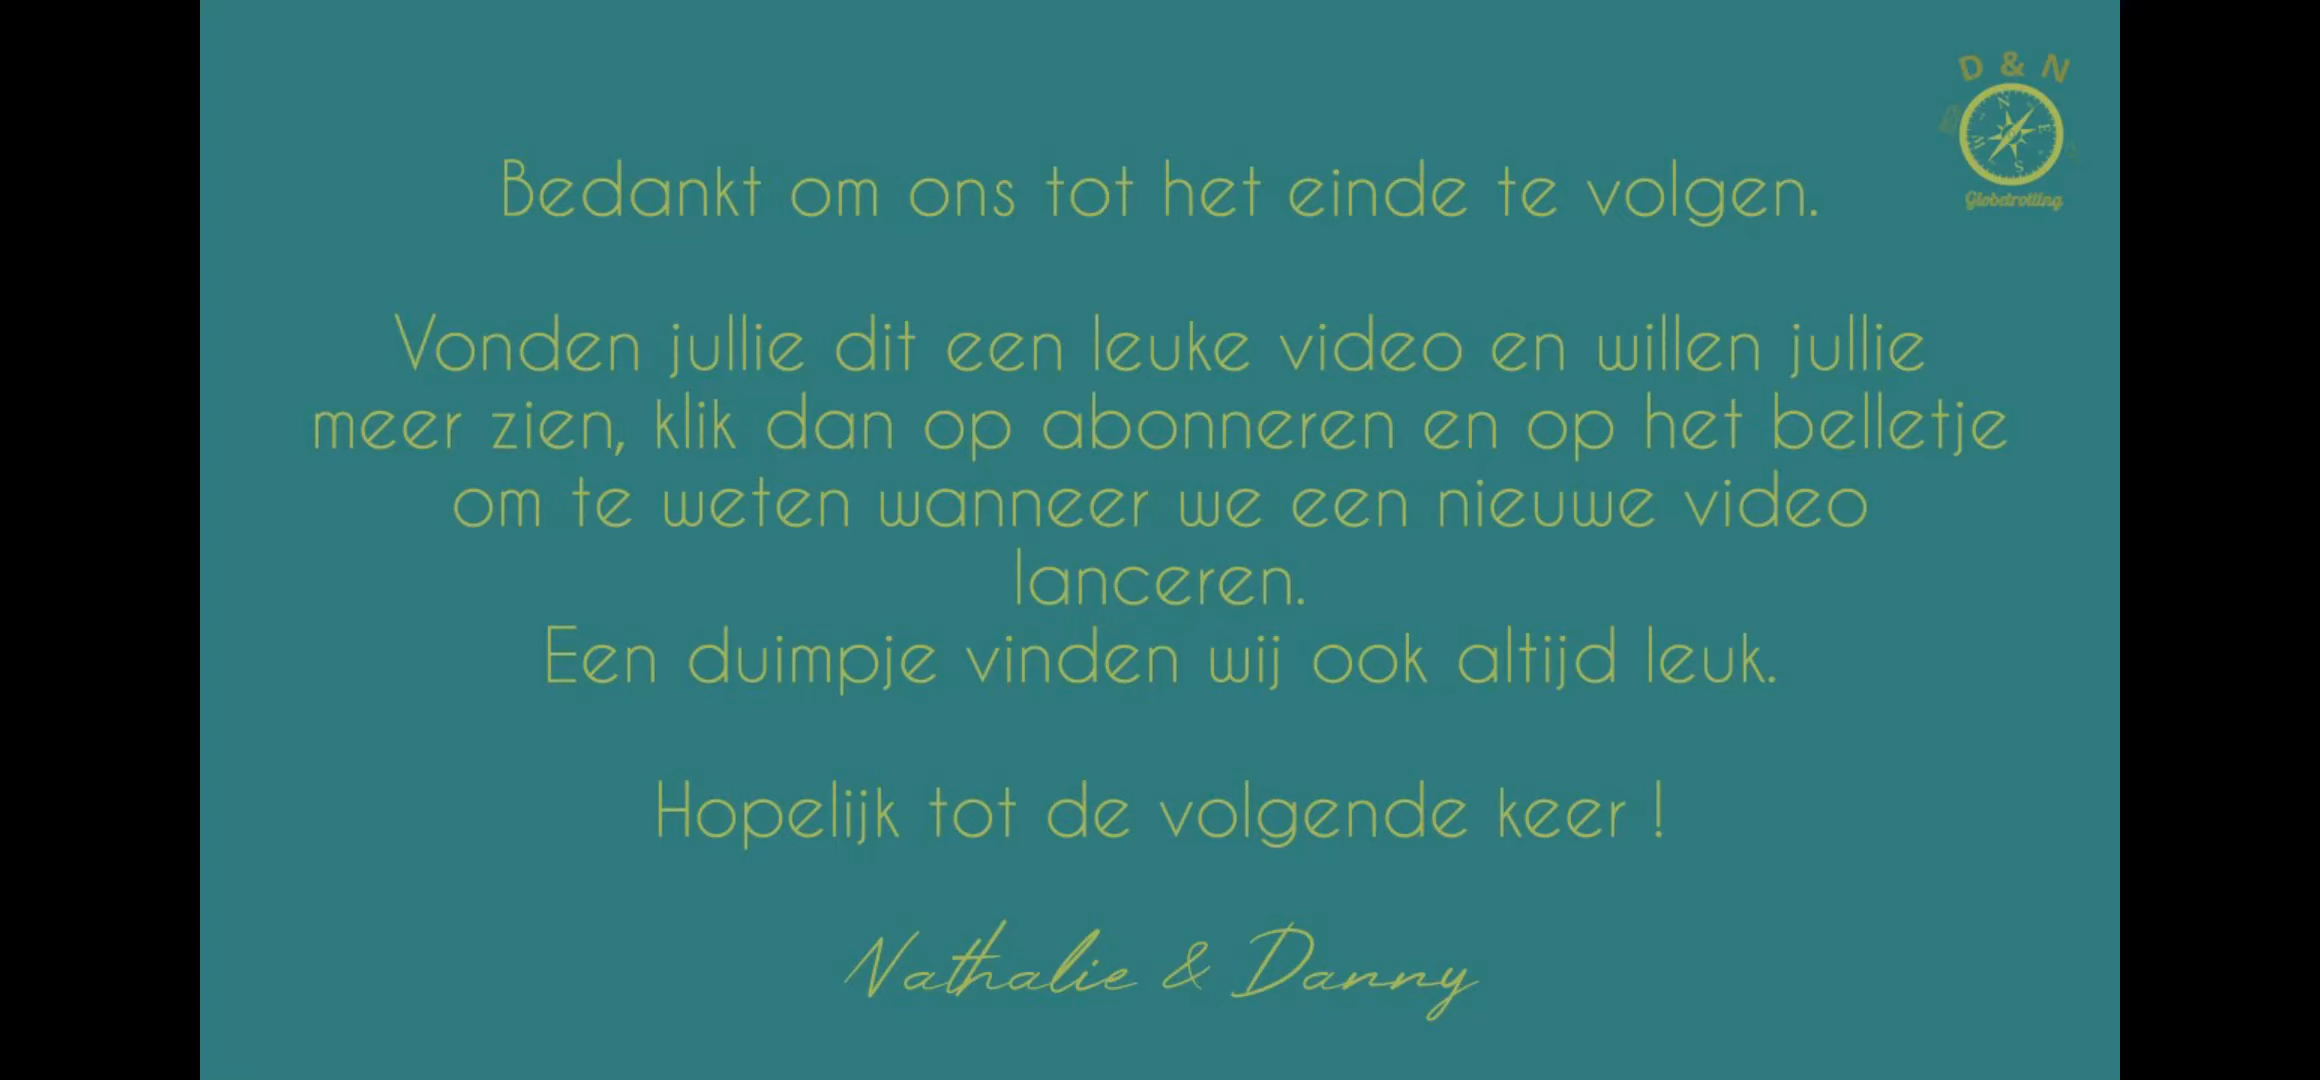 D & N
N
E
S
W
Globetrotting
Bedankt om ons tot het einde te volgen.
Vonden jullie dit een leuke video en willen jullie
meer zien, klik dan op abonneren en op het belletje
om te weten wanneer we een nieuwe video
lanceren.
Een duimpje vinden wij ook altijd leuk.
Hopelijk tot de volgende keer !
Nathalie & Danny